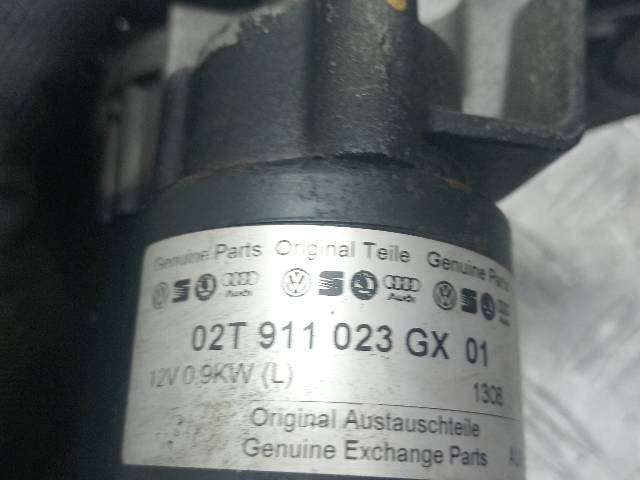 Genuine Parts Original Teile Genuine Parts
Audi Audi
02T 911 023 GX 01
12V 0,9KW (L)
1308
Original Austauschteile
Genuine Exchange Parts